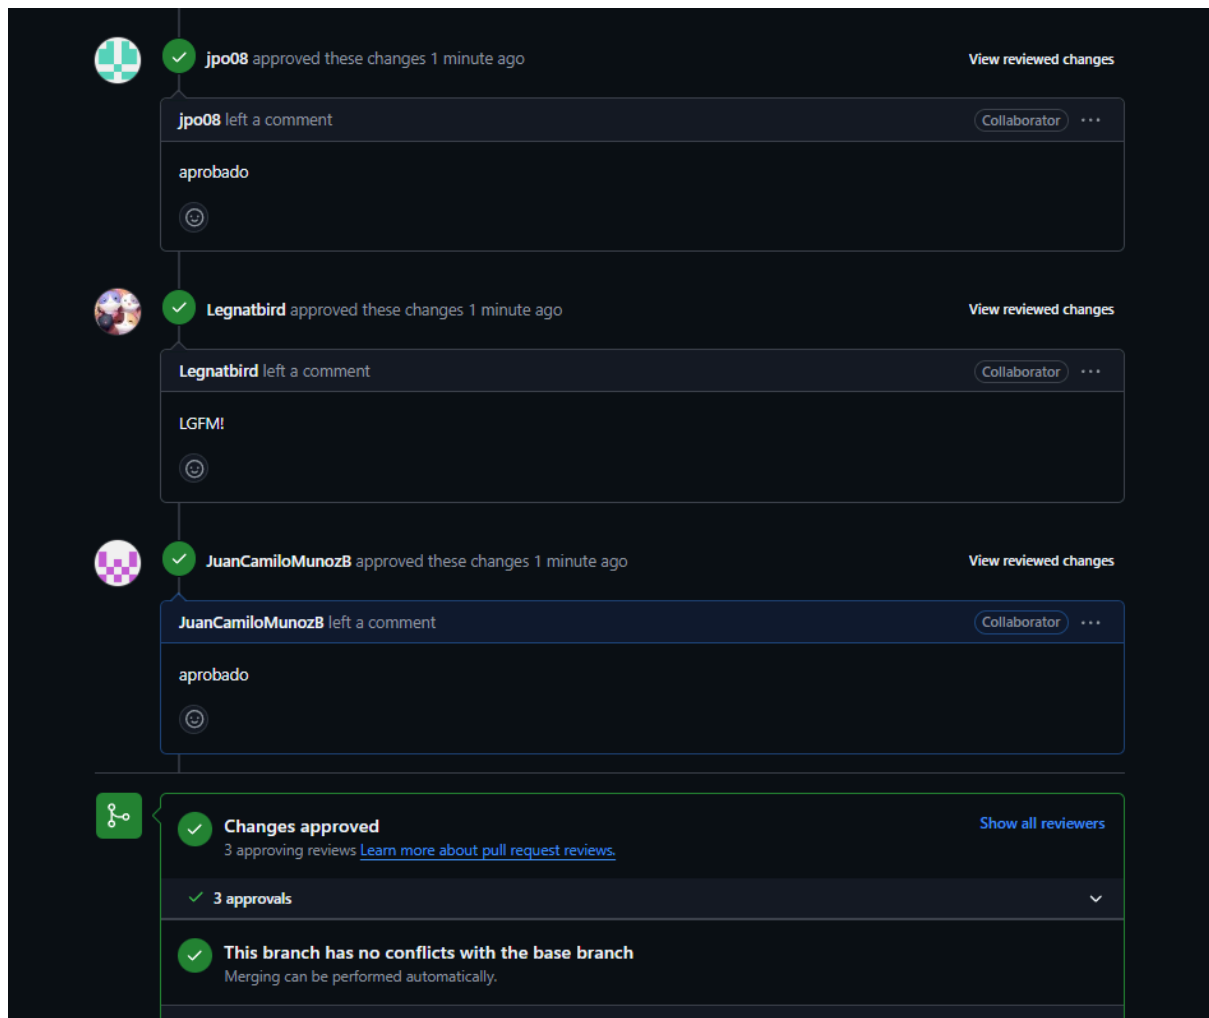 jpo08 approved these changes 1 minute ago View reviewed changes
jpo08 left a comment Collaborator ...
aprobado
Legnatbird approved these changes 1 minute ago View reviewed changes
Legnatbird left a comment Collaborator ...
LGFM!
JuanCamiloMunozB approved these changes 1 minute ago View reviewed changes
JuanCamiloMunozB left a comment Collaborator ...
aprobado
Changes approved Show all reviewers
3 approving reviews Learn more about pull request reviews.
3 approvals
This branch has no conflicts with the base branch
Merging can be performed automatically.